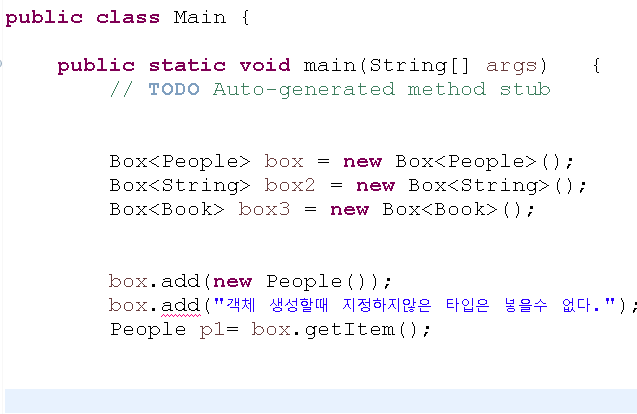 public class Main {
public static void main(String[] args) {
// TODO Auto-generated method stub
Box<People> box = new Box<People>();
Box<String> box2 = new Box<String>();
Box<Book> box3 = new Box<Book>();
box.add(new People());
box.add("객체 생성할때 지정하지않은 타입은 넣을수 없다.");
People p1= box.getItem();